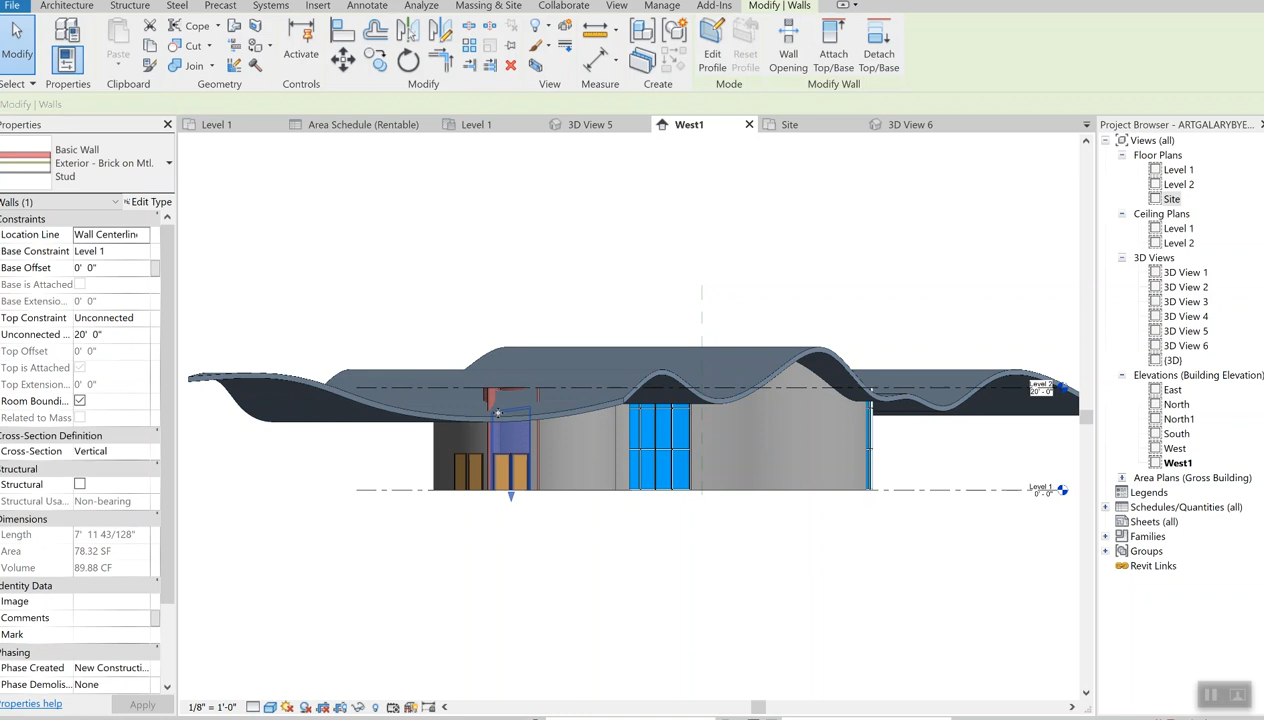 File Architecture Structure Steel Precast Systems Insert Annotate Analyze Massing & Site Collaborate View Manage Add-Ins Modify | Walls
Modify
Paste
Cope
Cut
Join
Activate
Edit Profile
Reset Profile
Wall Opening
Attach Top/Base
Detach Top/Base
Select Properties Clipboard Geometry Controls Modify View Measure Create Mode Modify Wall
Modify | Walls
Properties
Level 1
Area Schedule (Rentable)
Level 1
3D View 5
West1
Site
3D View 6
Project Browser - ARTGALARYBYE...
Basic Wall
Exterior - Brick on Mtl. Stud
Walls (1)
Edit Type
Constraints
Location Line Wall Centerline
Base Constraint Level 1
Base Offset 0' 0"
Base is Attached
Base Extensio...
Top Constraint Unconnected
Unconnected ... 20' 0"
Top Offset 0' 0"
Top is Attached
Top Extension... 0' 0"
Room Boundi...
Related to Mass
Cross-Section Definition
Cross-Section Vertical
Structural
Structural
Structural Usa... Non-bearing
Dimensions
Length 7' 11 43/128"
Area 78.32 SF
Volume 89.88 CF
Identity Data
Image
Comments
Mark
Phasing
Phase Created New Constructi...
Phase Demolis... None
Properties help
Apply
Level 2
20' - 0"
Level 1
0' - 0"
1/8" = 1'-0"
Views (all)
Floor Plans
Level 1
Level 2
Site
Ceiling Plans
Level 1
Level 2
3D Views
3D View 1
3D View 2
3D View 3
3D View 4
3D View 5
3D View 6
{3D}
Elevations (Building Elevation)
East
North
North1
South
West
West1
Area Plans (Gross Building)
Legends
Schedules/Quantities (all)
Sheets (all)
Families
Groups
Revit Links